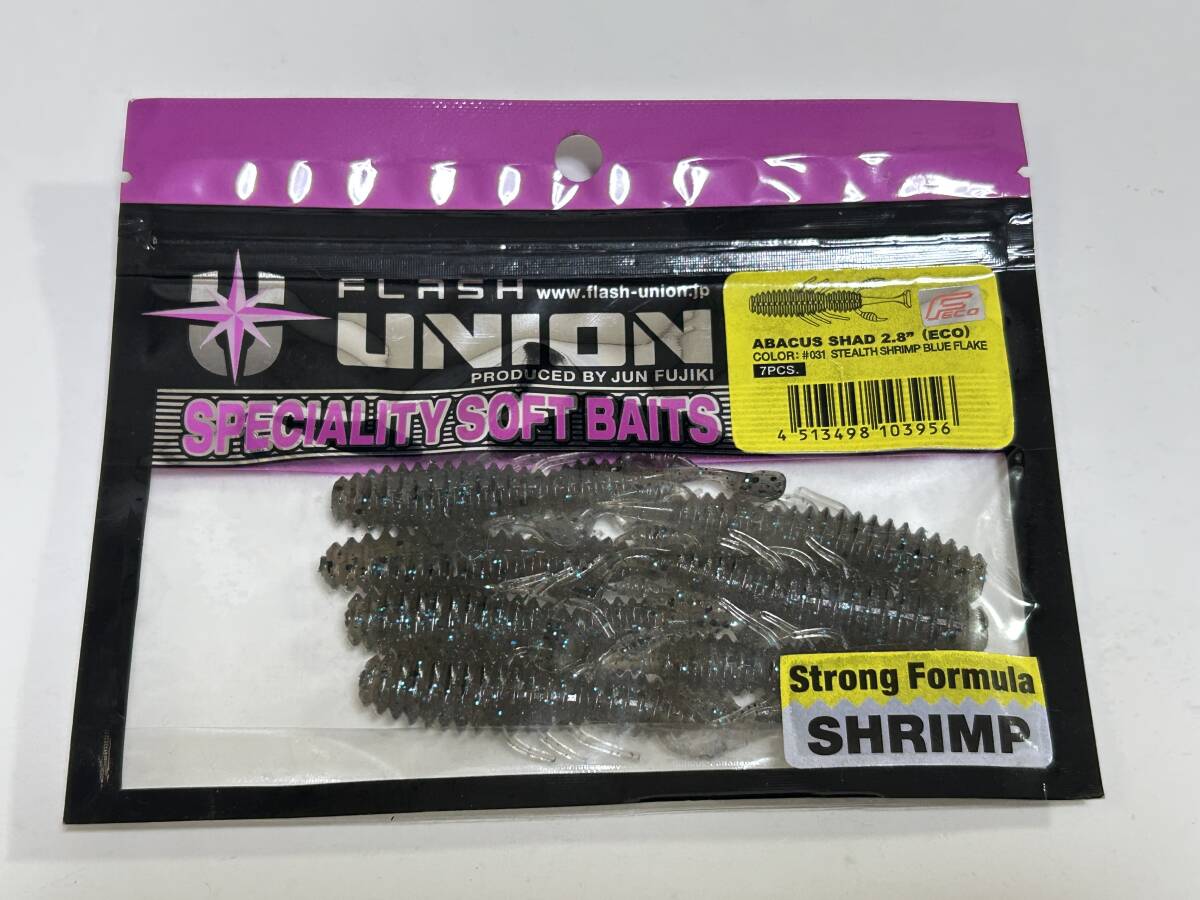 FLASH www.flash-union.jp
UNION
PRODUCED BY JUN FUJIKI
SPECIALITY SOFT BAITS
FECO
ABACUS SHAD 2.8" (ECO)
COLOR: #031 STEALTH SHRIMP BLUE FLAKE
7PCS.
4 513498 103956
Strong Formula
SHRIMP